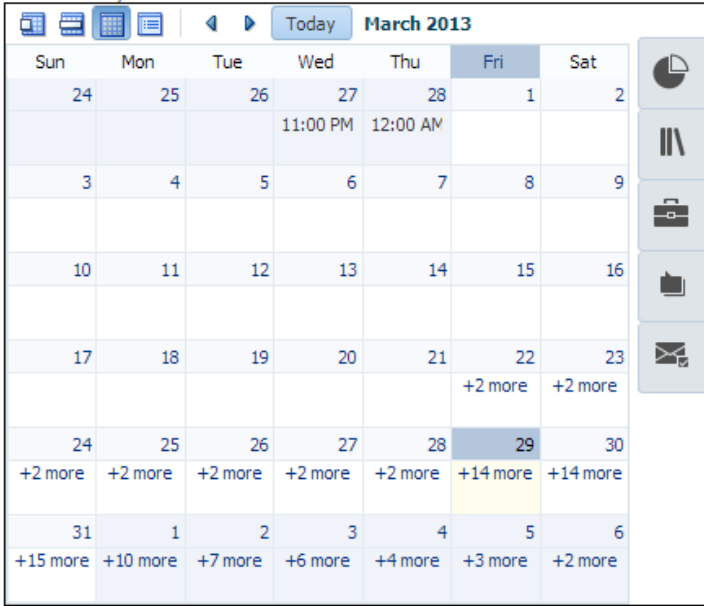 Today March 2013
Sun Mon Tue Wed Thu Fri Sat
24 25 26 27 28 1 2
11:00 PM 12:00 AM
3 4 5 6 7 8 9
10 11 12 13 14 15 16
17 18 19 20 21 22 23
+2 more +2 more
24 25 26 27 28 29 30
+2 more +2 more +2 more +2 more +2 more +14 more +14 more
31 1 2 3 4 5 6
+15 more +10 more +7 more +6 more +4 more +3 more +2 more